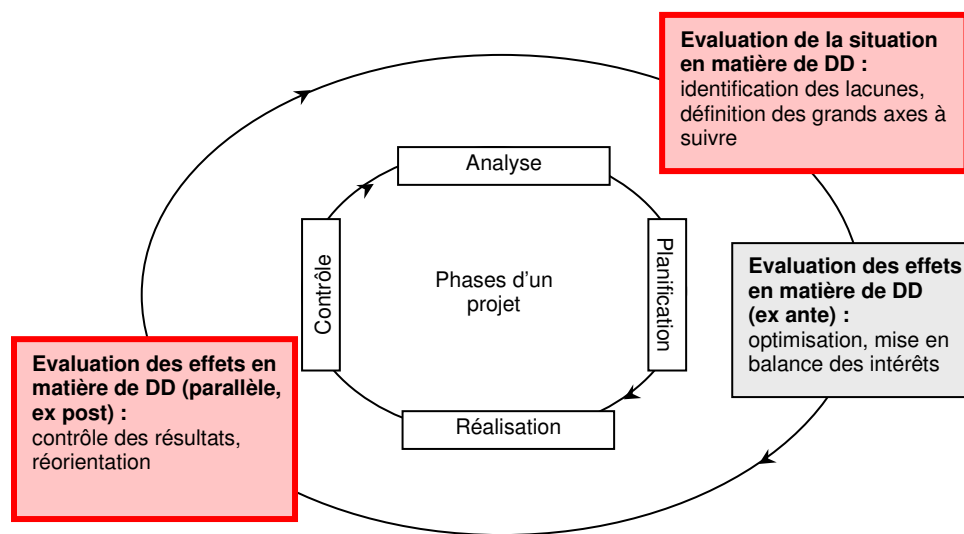 Evaluation de la situation
en matière de DD :
identification des lacunes,
définition des grands axes à
suivre
Analyse
Contrôle
Phases d'un
projet
Planification
Evaluation des effets
en matière de DD
(ex ante) :
optimisation, mise en
balance des intérêts
Evaluation des effets en
matière de DD (parallèle,
ex post) :
contrôle des résultats,
réorientation
Réalisation